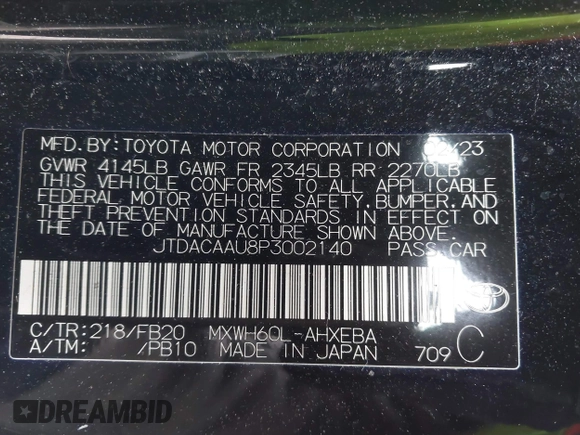 MFD.BY:TOYOTA MOTOR CORPORATION 02/23
GVWR 4145LB GAWR FR 2345LB RR 2270LB
THIS VEHICLE CONFORMS TO ALL APPLICABLE
FEDERAL MOTOR VEHICLE SAFETY,BUMPER,AND
THEFT PREVENTION STANDARDS IN EFFECT ON
THE DATE OF MANUFACTURE SHOWN ABOVE.
JTDACAAU8P3002140 PASS.CAR
C/TR:218/FB20 MXWH60L-AHXEBA
A/TM: /PB10 MADE IN JAPAN 709 C
DREAMBID